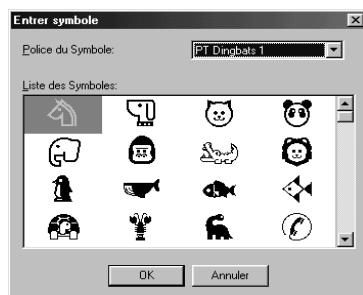 Entrer symbole
Police du Symbole: PT Dingbats 1
Liste des Symboles:
OK Annuler